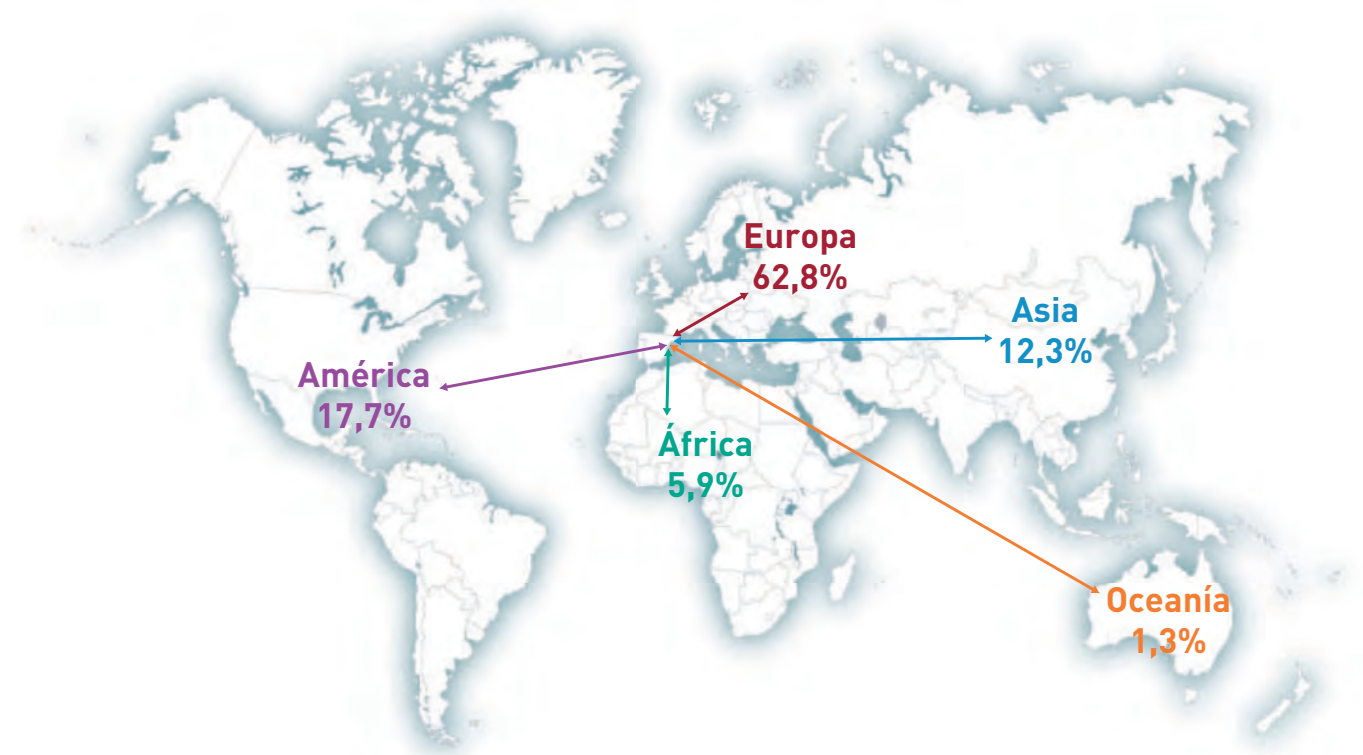 Europa
62,8%
Asia
12,3%
América
17,7%
África
5,9%
Oceanía
1,3%